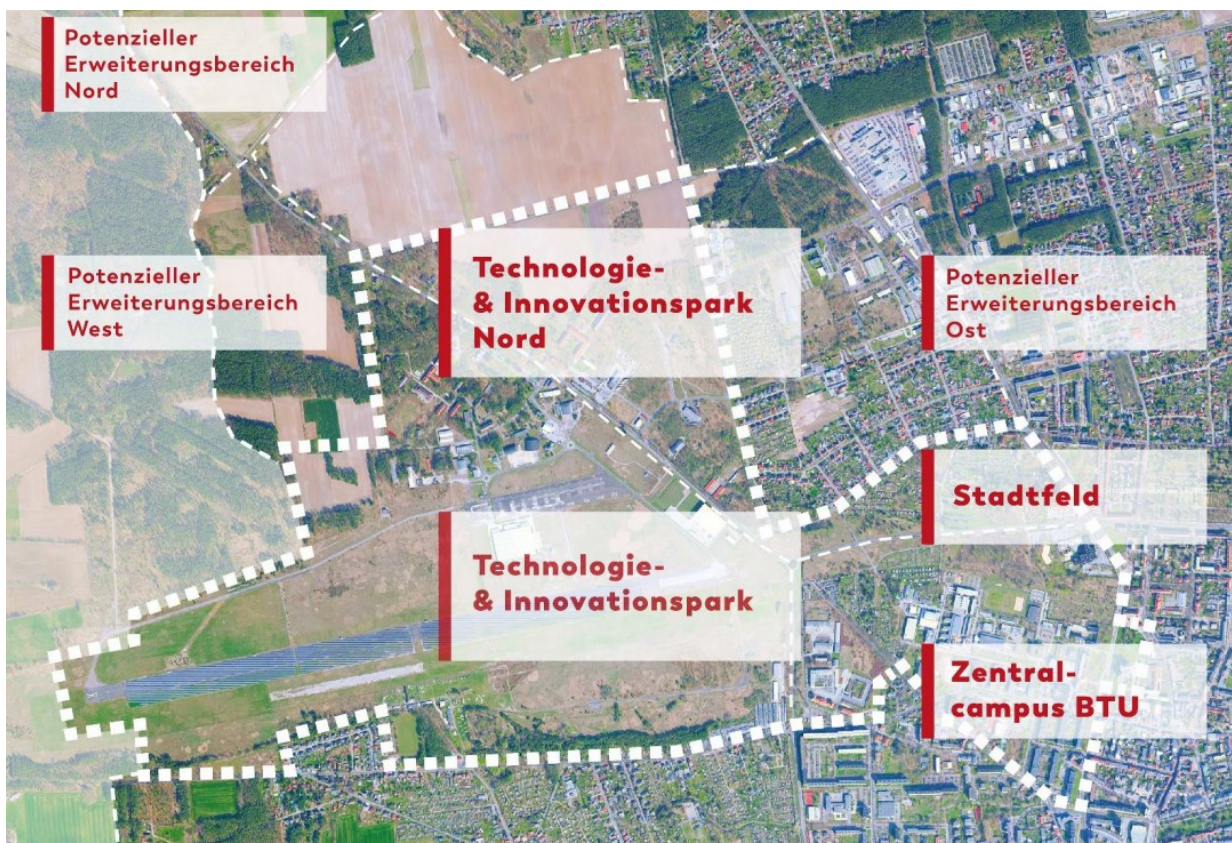 Potenzieller
Erweiterungsbereich
Nord
Potenzieller
Erweiterungsbereich
West
Technologie-
& Innovationspark
Nord
Potenzieller
Erweiterungsbereich
Ost
Stadtfeld
Technologie-
& Innovationspark
Zentral-
campus BTU